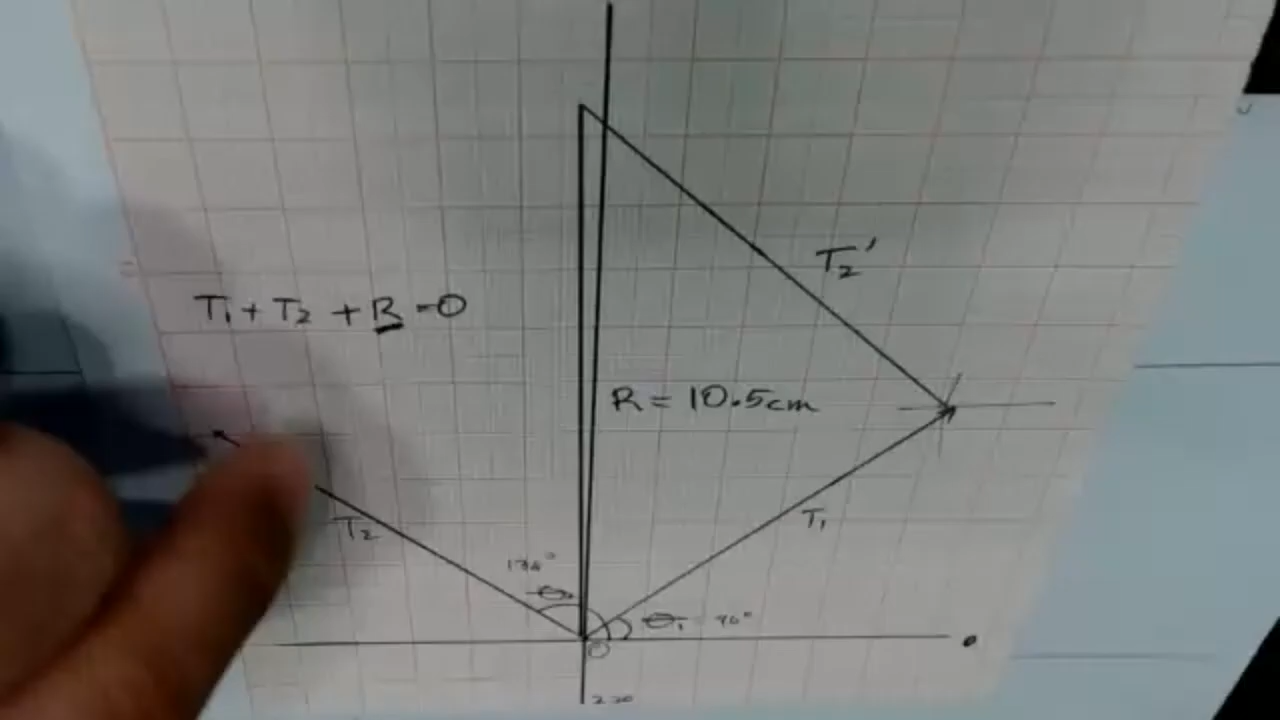 T₂'
T₁ + T₂ + R = 0
R = 10.5cm
T₁
T₂
θ₁
O